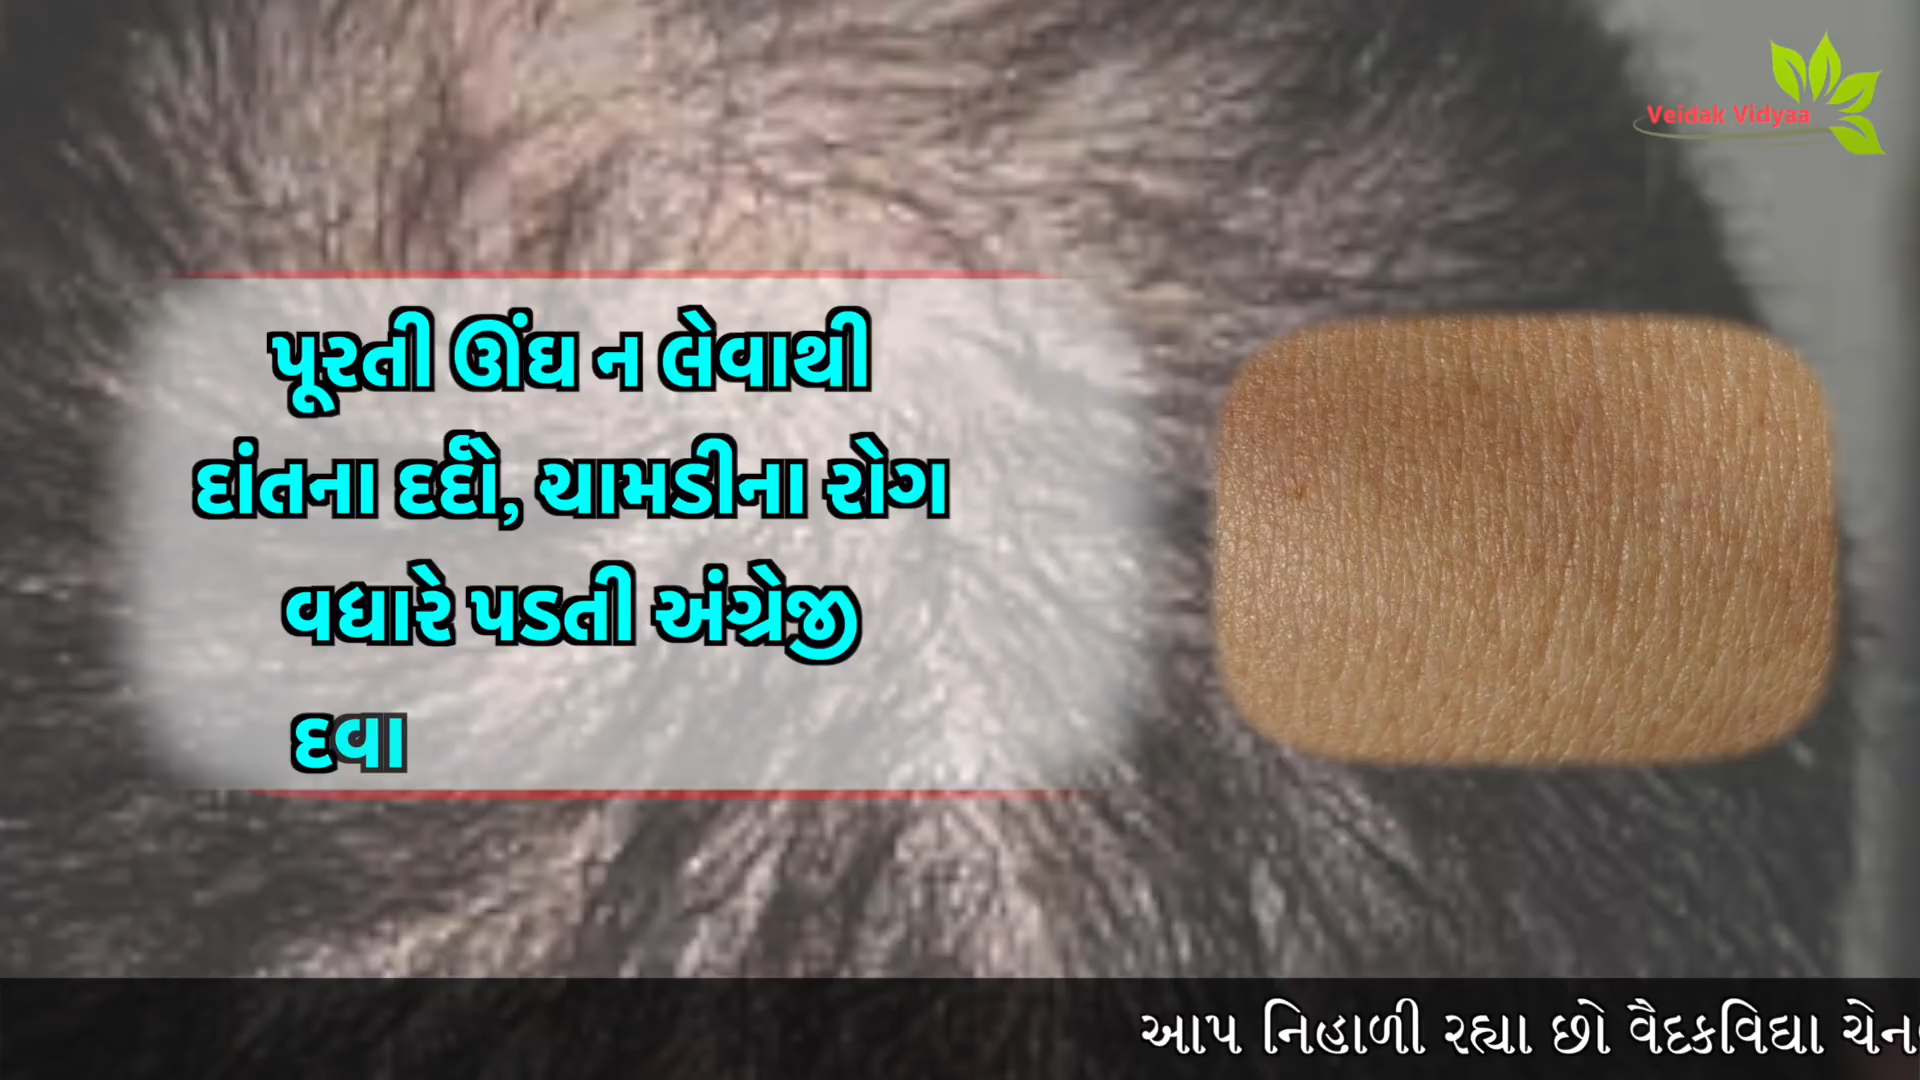 Veidak Vidyaa
પૂરતી ઊંઘ ન લેવાથી
દાંતના દર્દો, ચામડીના રોગ
વધારે પડતી અંગ્રેજી
દવા
આપ નિહાળી રહ્યા છો વૈદકવિદ્યા